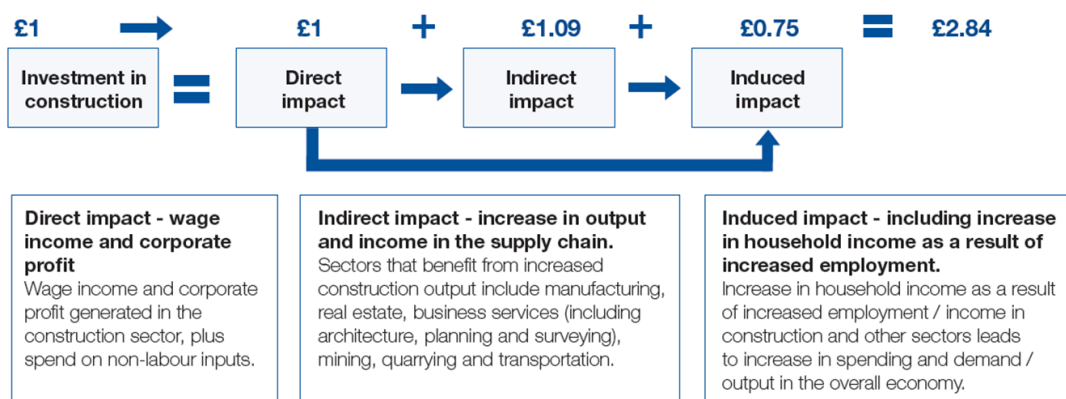 £1 £1 + £1.09 + £0.75 = £2.84
Investment in
construction
=
Direct
impact
Indirect
impact
Induced
impact
Direct impact - wage
income and corporate
profit
Wage income and corporate
profit generated in the
construction sector, plus
spend on non-labour inputs.
Indirect impact - increase in output
and income in the supply chain.
Sectors that benefit from increased
construction output include manufacturing,
real estate, business services (including
architecture, planning and surveying),
mining, quarrying and transportation.
Induced impact - including increase
in household income as a result of
increased employment.
Increase in household income as a result
of increased employment / income in
construction and other sectors leads
to increase in spending and demand /
output in the overall economy.